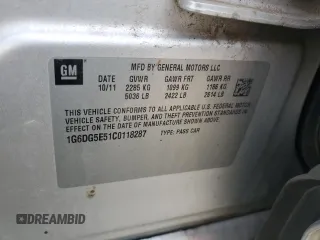 GM
MFD BY GENERAL MOTORS LLC
DATE GVWR GAWR FRT GAWR RR
10/11 2285 KG 1099 KG 1186 KG
5036 LB 2422 LB 2614 LB
THIS VEHICLE CONFORMS TO ALL APPLICABLE U.S. FEDERAL
MOTOR VEHICLE SAFETY, BUMPER, AND THEFT PREVENTION STANDARDS
IN EFFECT ON THE DATE OF MANUFACTURE SHOWN ABOVE.
1G6DG5E51C0118287 TYPE: PASS CAR
DREAMBID